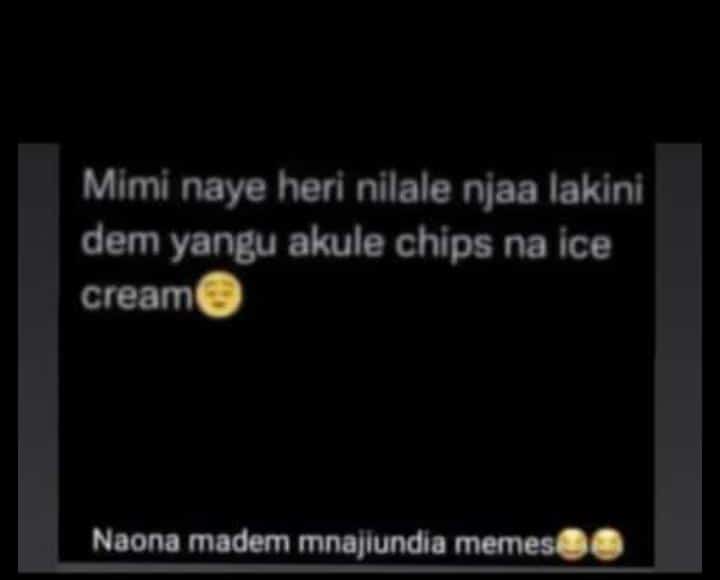 Mimi naye heri nilale njaa lakini
dem yangu akule chips na ice
cream😔
Naona madem mnajiundia memes😂😂